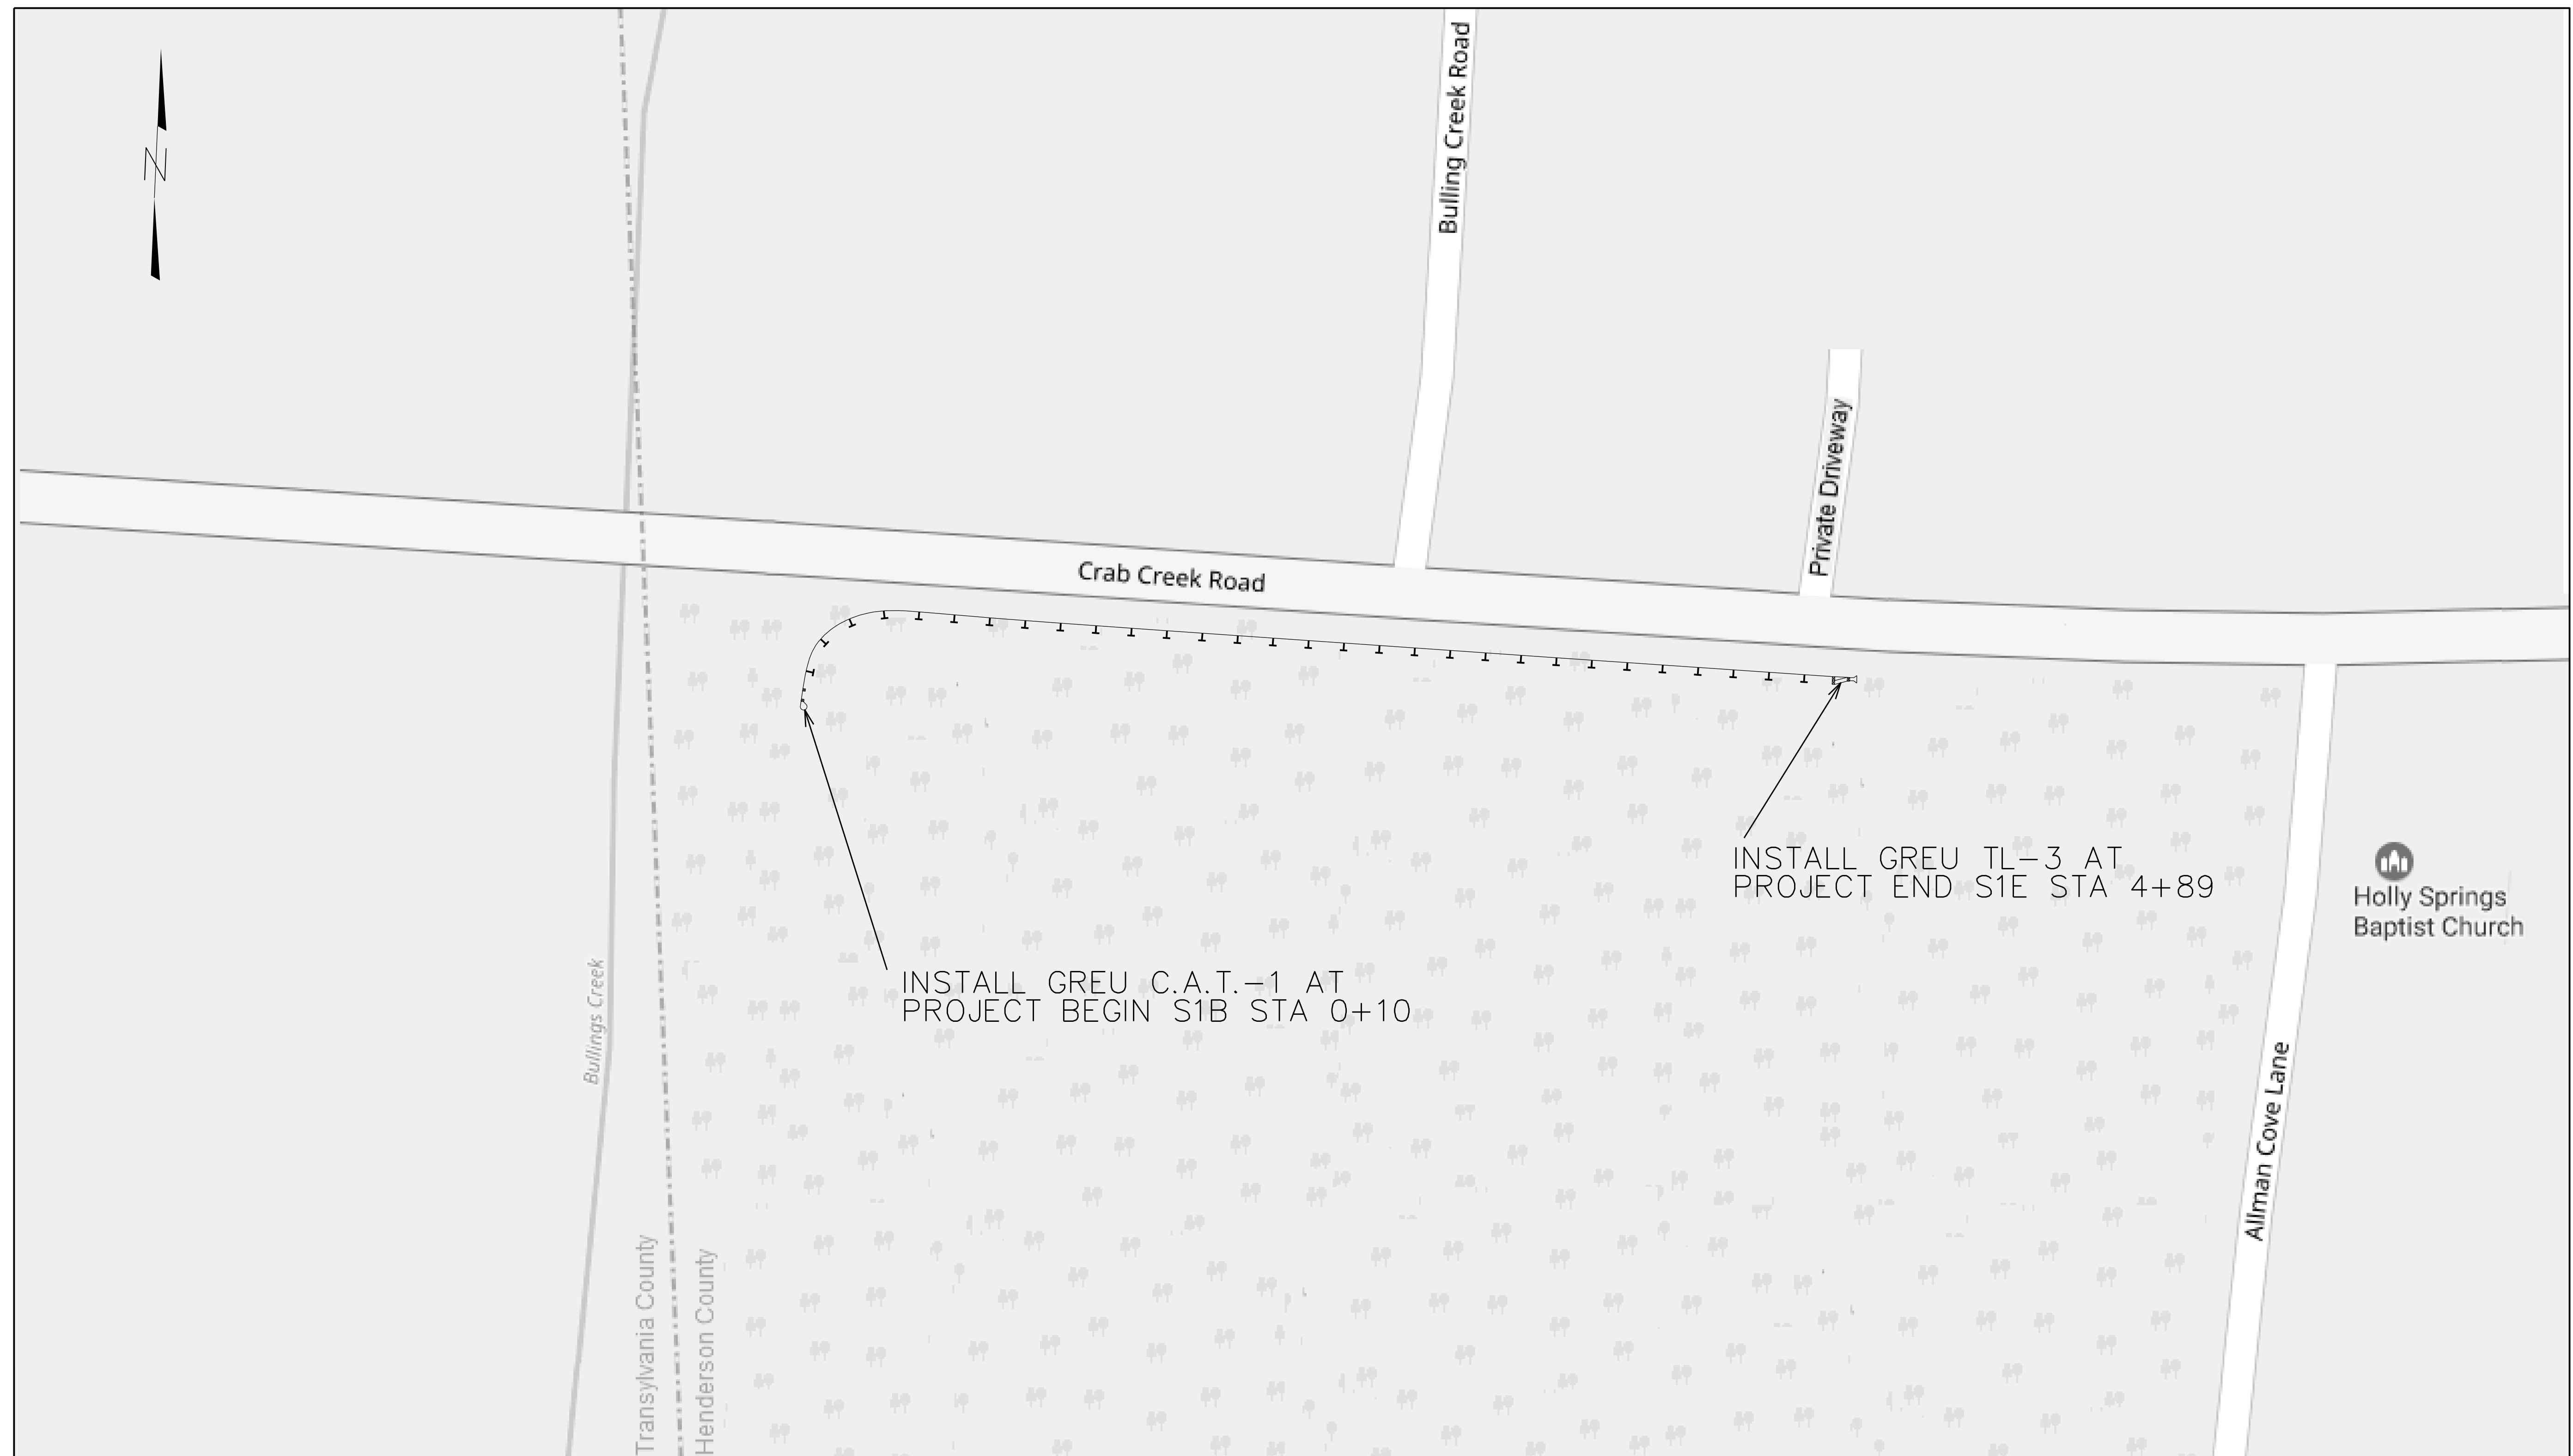 N
Bulling Creek Road
Private Driveway
Crab Creek Road
INSTALL GREU TL-3 AT
PROJECT END S1E STA 4+89
Holly Springs
Baptist Church
INSTALL GREU C.A.T.-1 AT
PROJECT BEGIN S1B STA 0+10
Bullings Creek
Allman Cove Lane
Transylvania County
Henderson County